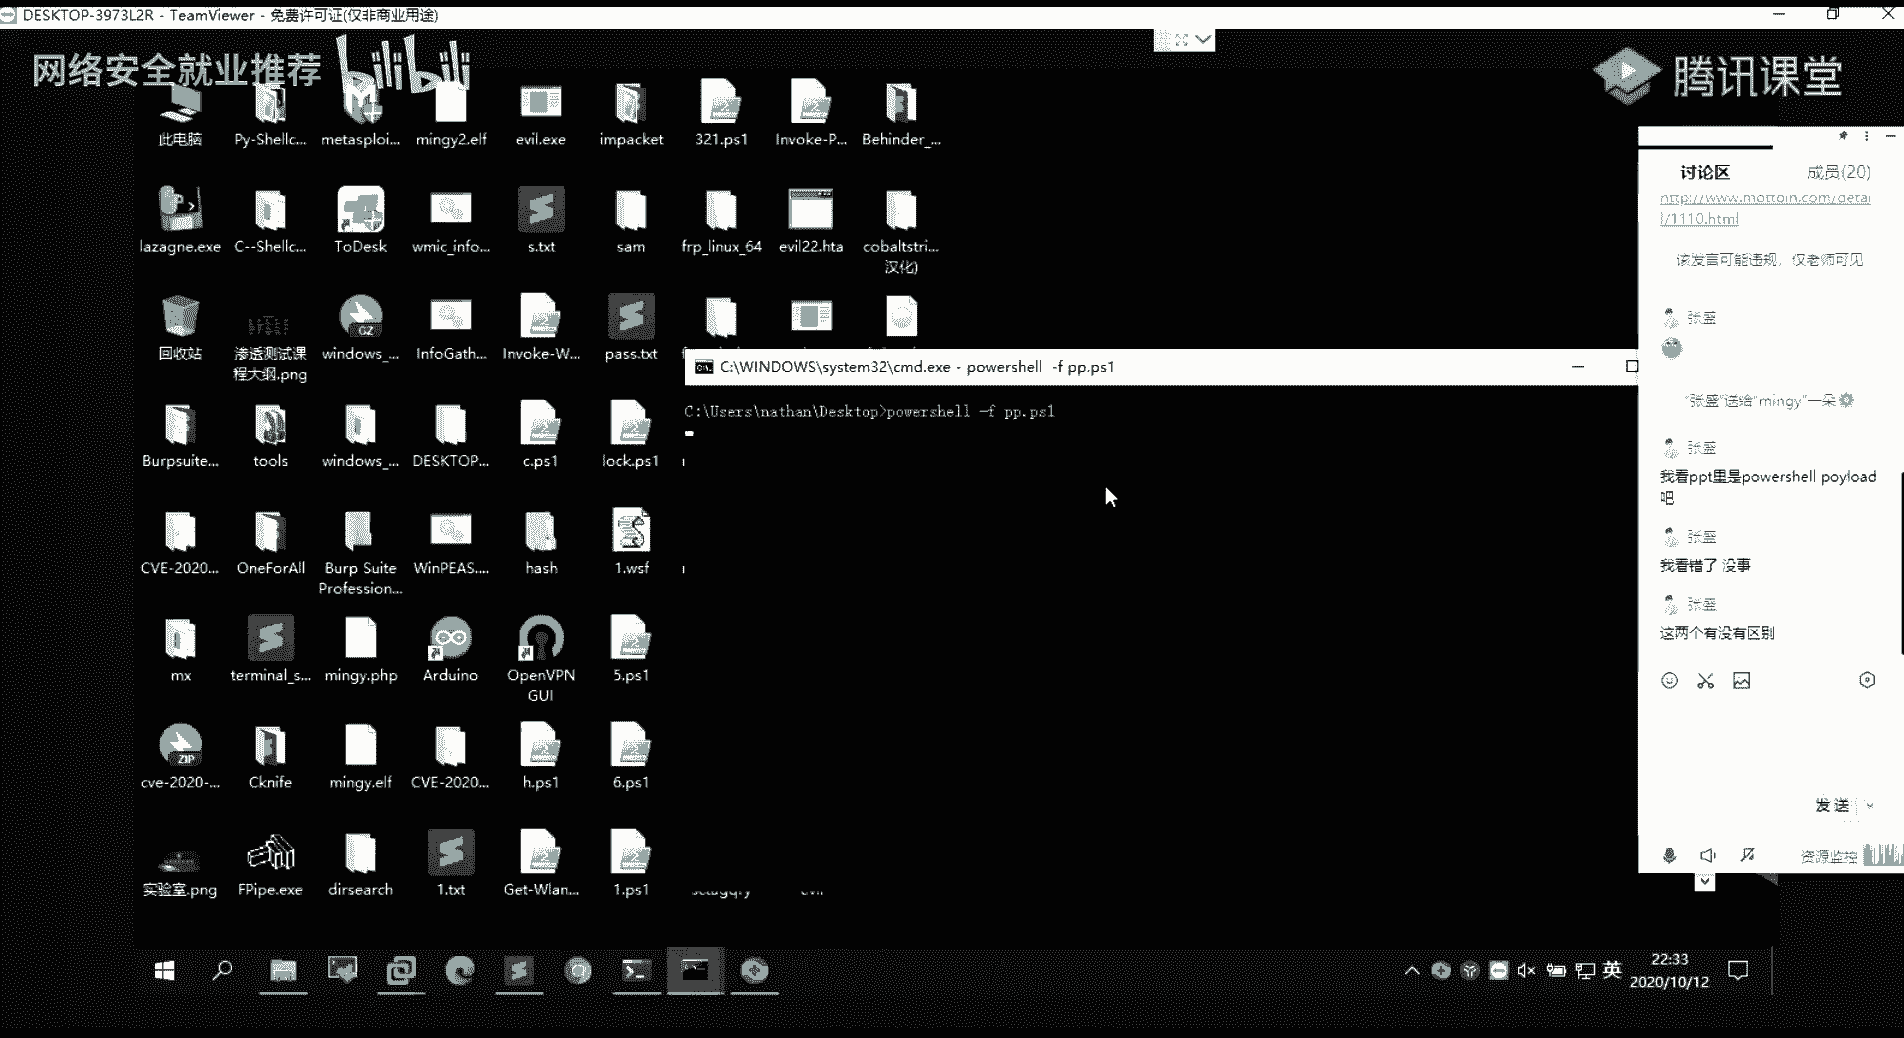 DESKTOP-3973L2R - TeamViewer - 免费许可证(仅非商业用途)
网络安全就业推荐
bilibili
腾讯课堂
此电脑
Py-Shellc...
metasploi...
mingy2.elf
evil.exe
impacket
321.ps1
Invoke-P...
Behinder_...
lazagne.exe
C--Shellc...
ToDesk
wmic_info...
s.txt
sam
frp_linux_64
evil22.hta
cobaltstri...
汉化)
回收站
渗透测试课
程大纲.png
windows_...
InfoGath...
Invoke-W...
pass.txt
Burpsuite...
tools
windows_...
DESKTOP...
c.ps1
lock.ps1
CVE-2020...
OneForAll
Burp Suite
Profession...
WinPEAS....
hash
1.wsf
mx
terminal_s...
mingy.php
Arduino
OpenVPN
GUI
5.ps1
cve-2020-...
Cknife
mingy.elf
CVE-2020...
h.ps1
6.ps1
实验室.png
FPipe.exe
dirsearch
1.txt
Get-Wlan...
1.ps1
C:\WINDOWS\system32\cmd.exe - powershell -f pp.ps1
C:\Users\nathan\Desktop>powershell -f pp.ps1
讨论区
成员(20)
http://www.mottoin.com/detai
l/1110.html
该发言可能违规，仅老师可见
张盛
"张盛"送给"mingy"一朵
张盛
我看ppt里是powershell poyload
吧
张盛
我看错了 没事
张盛
这两个有没有区别
发送
资源监控
英
22:33
2020/10/12